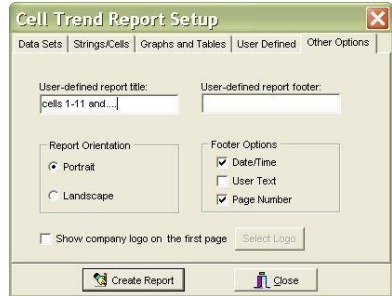 Cell Trend Report Setup
Data Sets Strings/Cells Graphs and Tables User Defined Other Options
User-defined report title: User-defined report footer:
cells 1-11 and....
Report Orientation Footer Options
Portrait Date/Time
User Text
Landscape Page Number
Show company logo on the first page Select Logo
Create Report Close